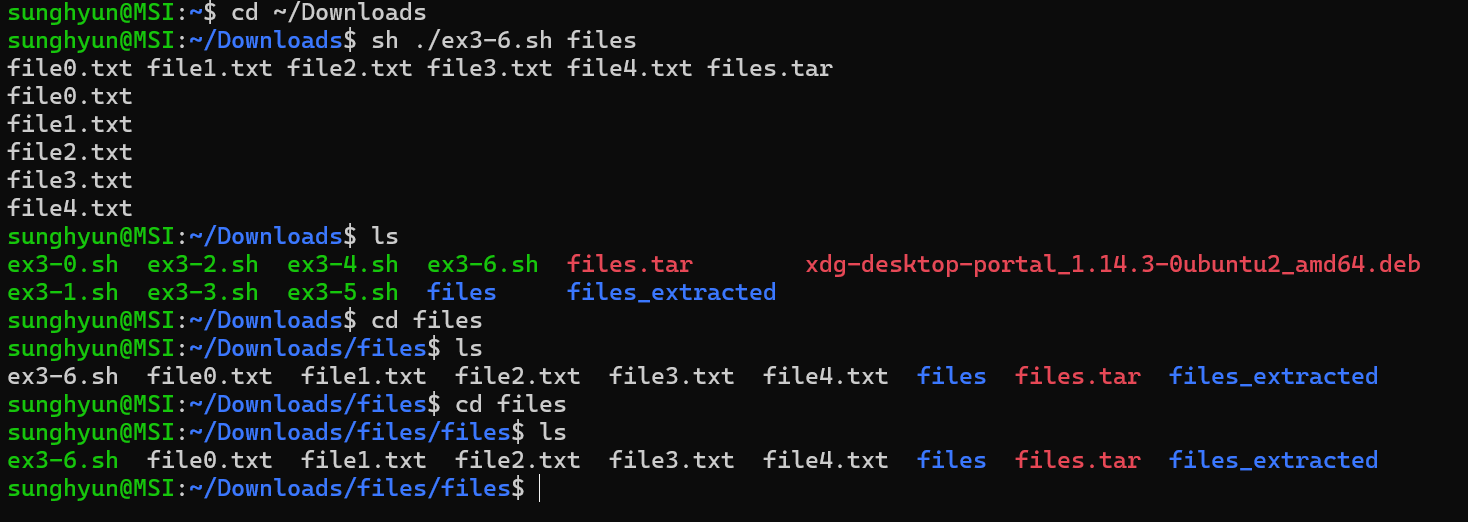 sunghyun@MSI:~$ cd ~/Downloads
sunghyun@MSI:~/Downloads$ sh ./ex3-6.sh files
file0.txt file1.txt file2.txt file3.txt file4.txt files.tar
file0.txt
file1.txt
file2.txt
file3.txt
file4.txt
sunghyun@MSI:~/Downloads$ ls
ex3-0.sh  ex3-2.sh  ex3-4.sh  ex3-6.sh  files.tar        xdg-desktop-portal_1.14.3-0ubuntu2_amd64.deb
ex3-1.sh  ex3-3.sh  ex3-5.sh  files     files_extracted
sunghyun@MSI:~/Downloads$ cd files
sunghyun@MSI:~/Downloads/files$ ls
ex3-6.sh  file0.txt  file1.txt  file2.txt  file3.txt  file4.txt  files  files.tar  files_extracted
sunghyun@MSI:~/Downloads/files$ cd files
sunghyun@MSI:~/Downloads/files/files$ ls
ex3-6.sh  file0.txt  file1.txt  file2.txt  file3.txt  file4.txt  files  files.tar  files_extracted
sunghyun@MSI:~/Downloads/files/files$